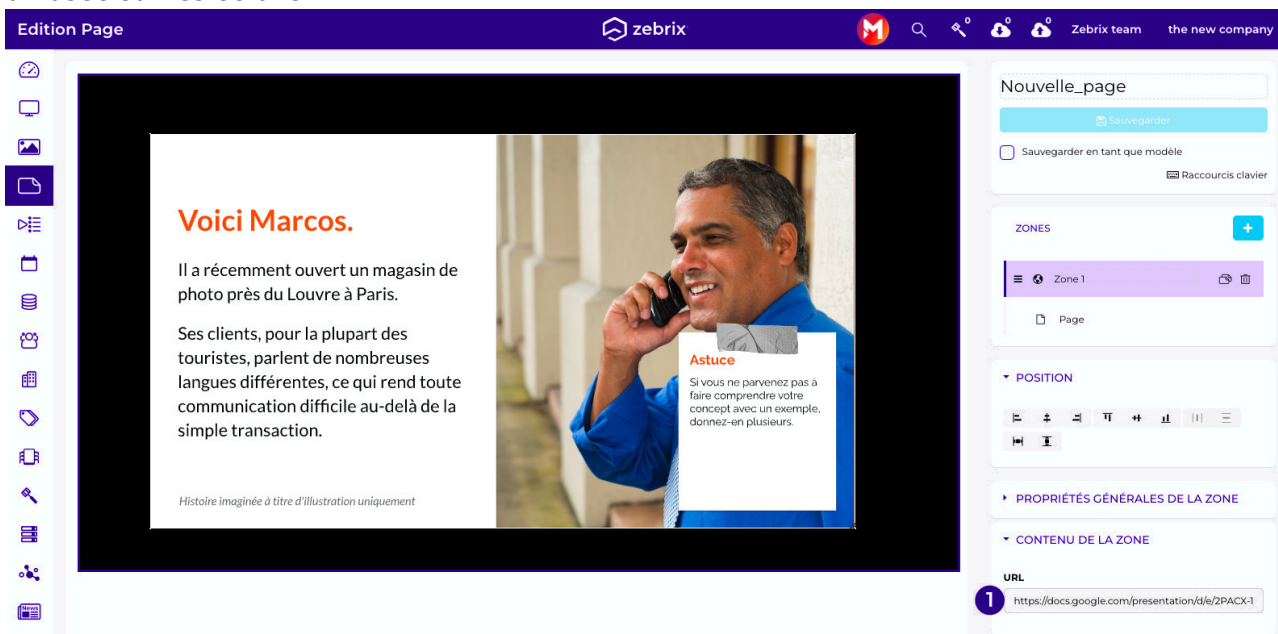 Edition Page
zebrix
0
0
0
Zebrix team
the new company
Voici Marcos.
Il a récemment ouvert un magasin de
photo près du Louvre à Paris.
Ses clients, pour la plupart des
touristes, parlent de nombreuses
langues différentes, ce qui rend toute
communication difficile au-delà de la
simple transaction.
Histoire imaginée à titre d'illustration uniquement
Astuce
Si vous ne parvenez pas à
faire comprendre votre
concept avec un exemple,
donnez-en plusieurs.
Nouvelle_page
Sauvegarder
Sauvegarder en tant que modèle
Raccourcis clavier
ZONES
Zone 1
Page
POSITION
PROPRIÉTÉS GÉNÉRALES DE LA ZONE
CONTENU DE LA ZONE
URL
1
https://docs.google.com/presentation/d/e/2PACX-1
News